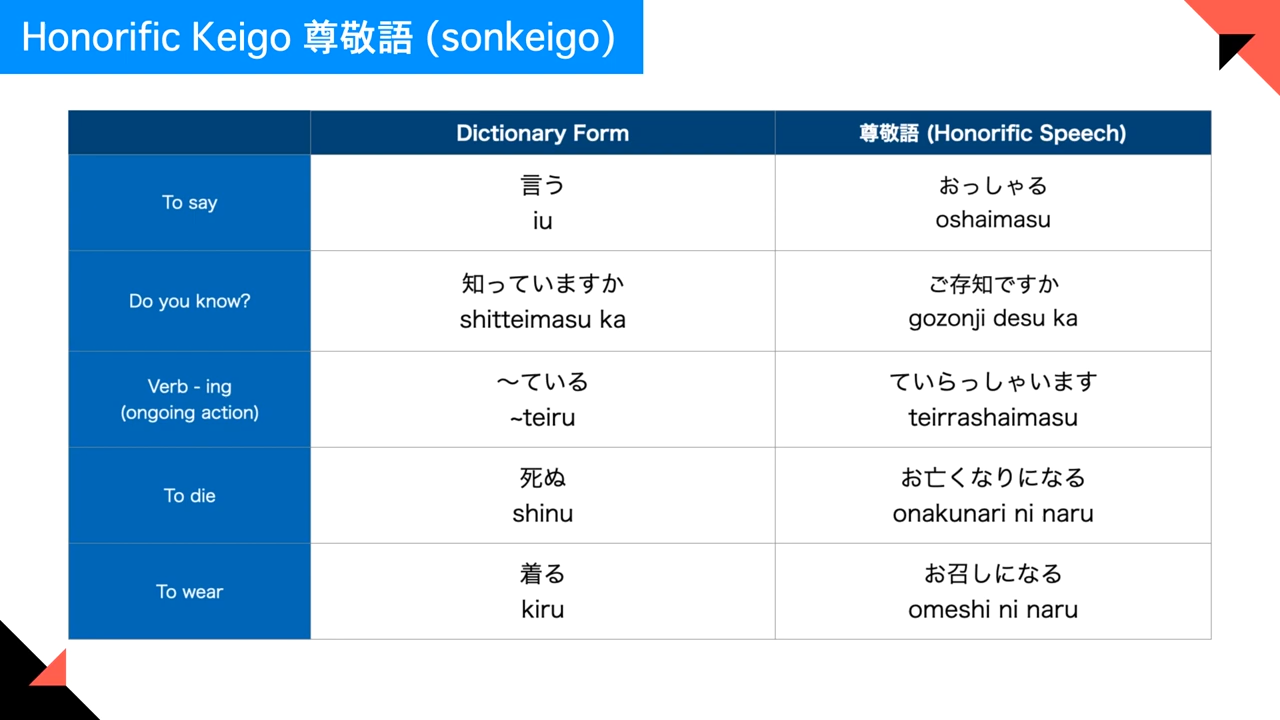 Honorific Keigo 尊敬語 (sonkeigo)
Dictionary Form
尊敬語 (Honorific Speech)
To say
言う
iu
おっしゃる
oshaimasu
Do you know?
知っていますか
shitteimasu ka
ご存知ですか
gozonji desu ka
Verb - ing
(ongoing action)
〜ている
~teiru
ていらっしゃいます
teirrashaimasu
To die
死ぬ
shinu
お亡くなりになる
onakunari ni naru
To wear
着る
kiru
お召しになる
omeshi ni naru